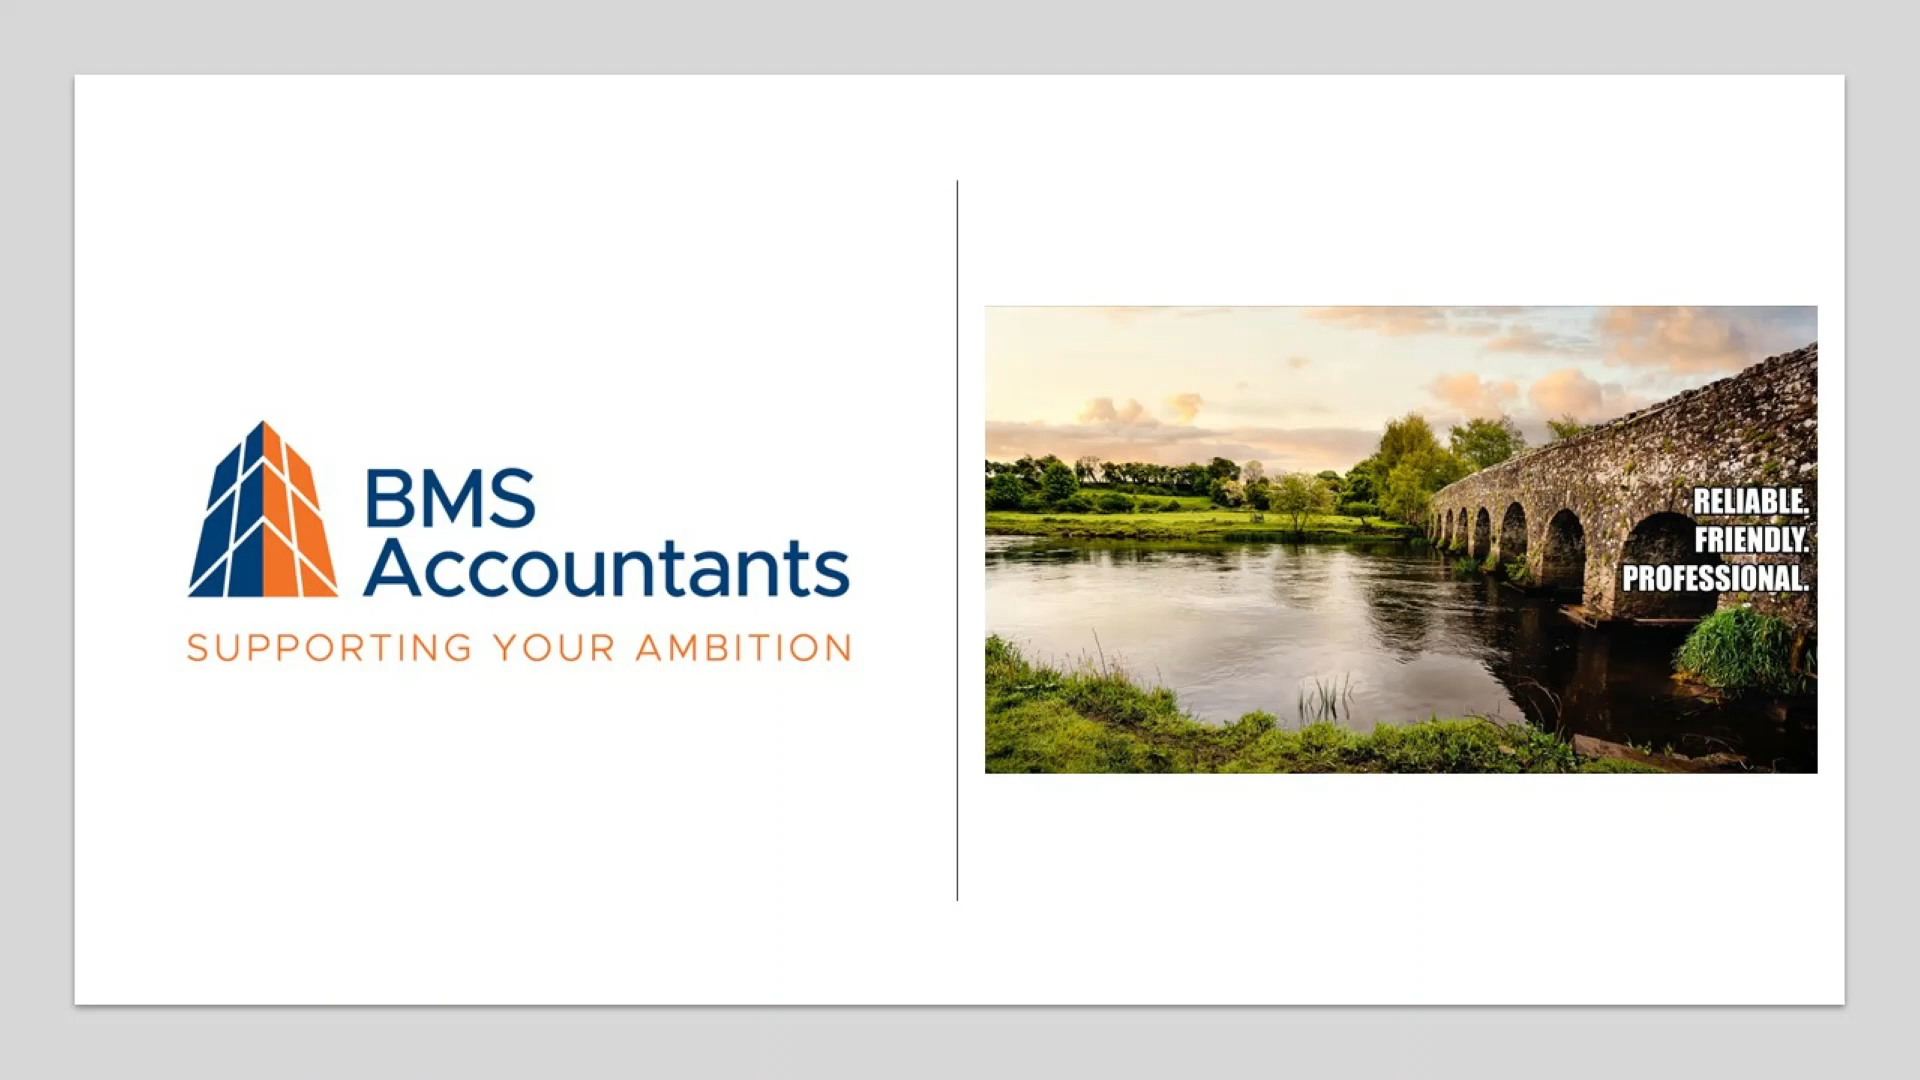 BMS
Accountants
SUPPORTING YOUR AMBITION
RELIABLE.
FRIENDLY.
PROFESSIONAL.